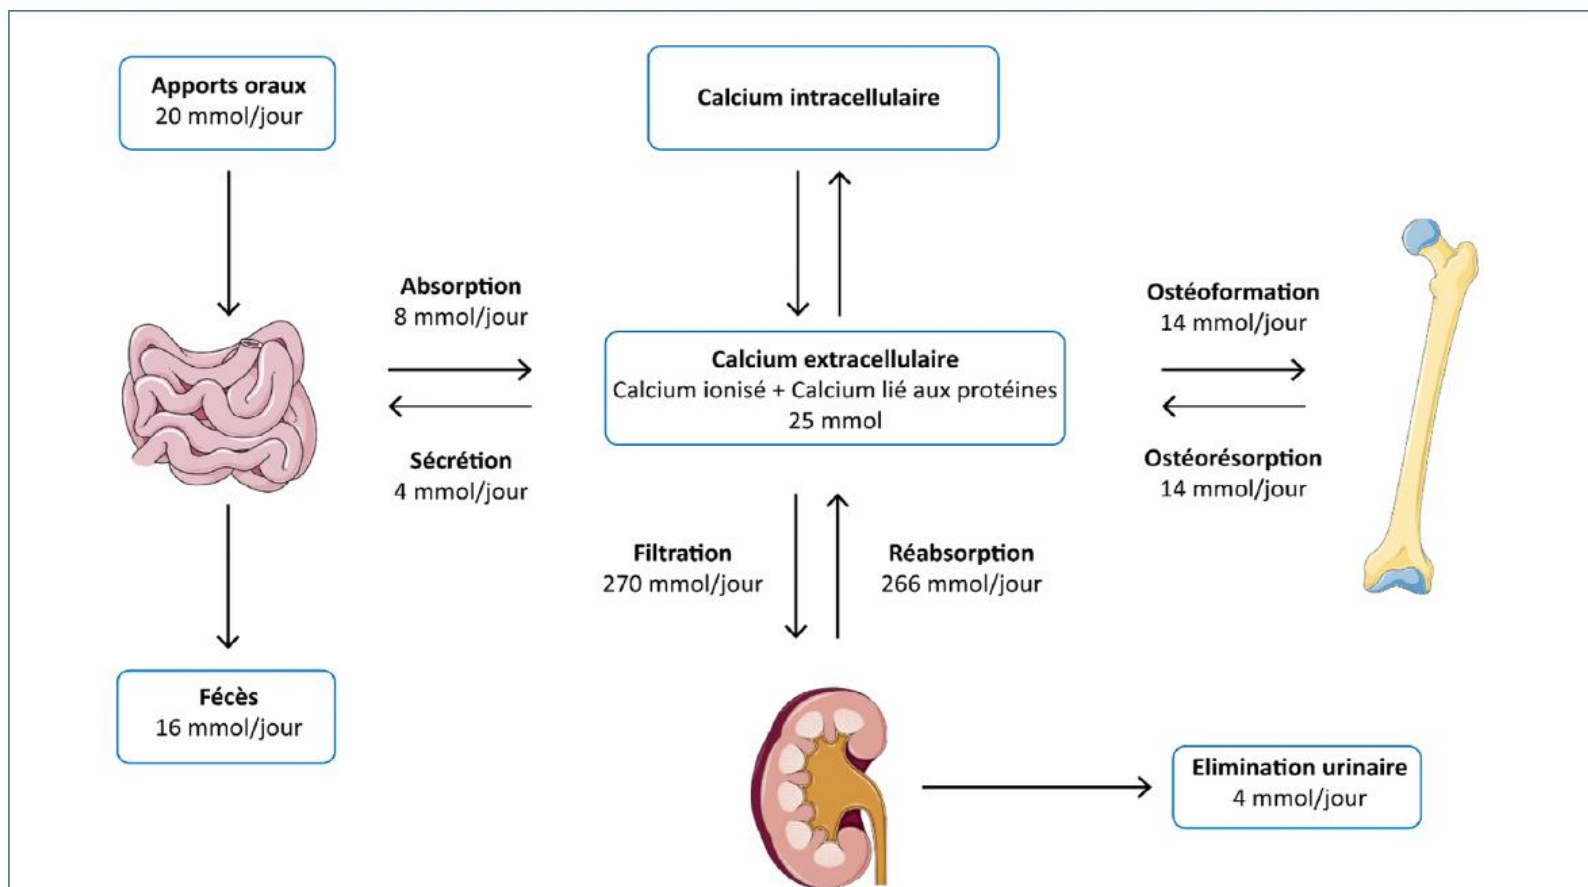 Apports oraux
20 mmol/jour
Calcium intracellulaire
Absorption
8 mmol/jour
Ostéoformation
14 mmol/jour
Calcium extracellulaire
Calcium ionisé + Calcium lié aux protéines
25 mmol
Sécrétion
4 mmol/jour
Ostéorésorption
14 mmol/jour
Filtration
270 mmol/jour
Réabsorption
266 mmol/jour
Fécès
16 mmol/jour
Elimination urinaire
4 mmol/jour